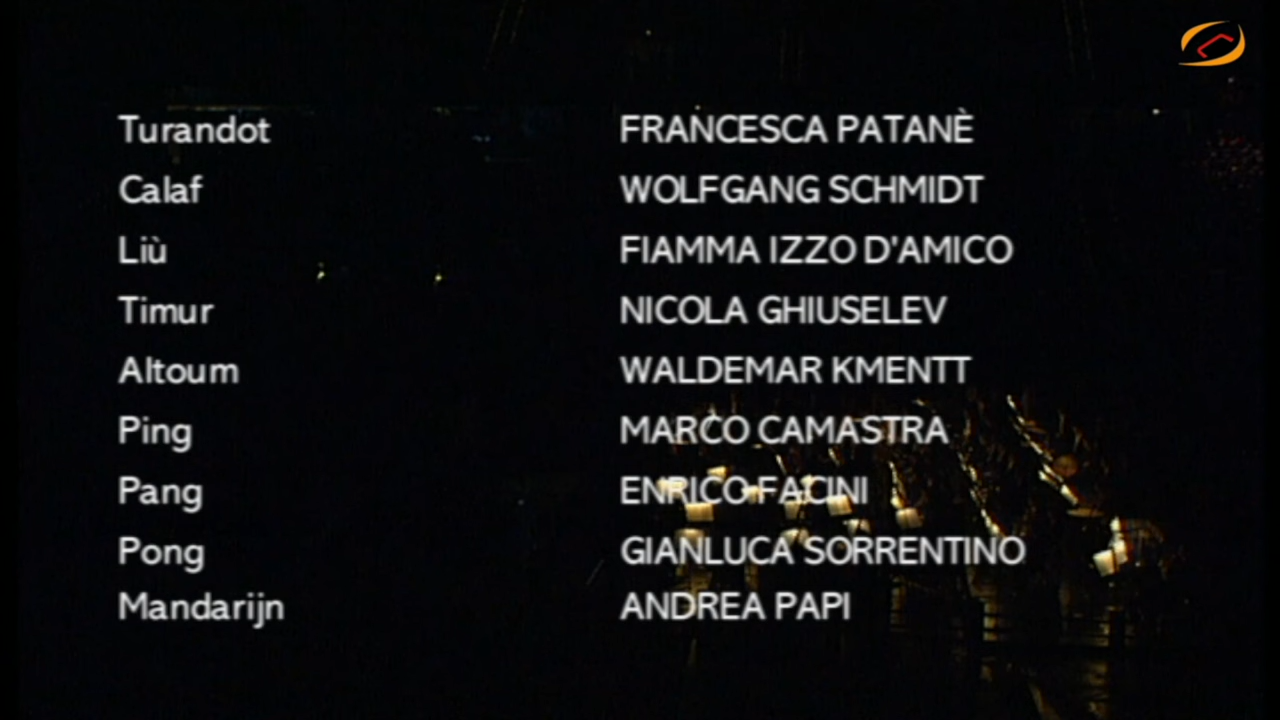 Turandot FRANCESCA PATANÈ
Calaf WOLFGANG SCHMIDT
Liù FIAMMA IZZO D'AMICO
Timur NICOLA GHIUSELEV
Altoum WALDEMAR KMENTT
Ping MARCO CAMASTRA
Pang ENRICO FACINI
Pong GIANLUCA SORRENTINO
Mandarijn ANDREA PAPI